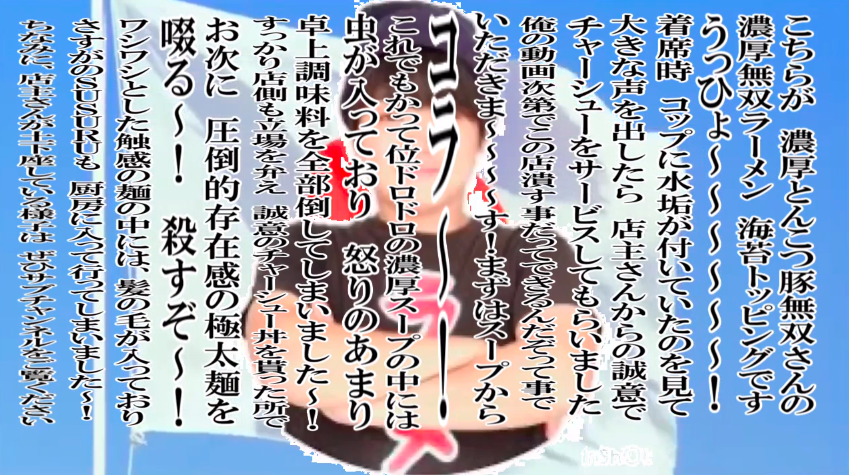 こちらが 濃厚とんこつ豚無双さんの
濃厚無双ラーメン 海苔トッピングです
うっひょ〜〜〜〜〜〜!
着席時 コップに水垢が付いていたのを見て
大きな声を出したら 店主さんからの誠意で
チャーシューをサービスしてもらいました
俺の動画次第でこの店潰す事だってできるんだぞって事で
いただきま〜〜〜〜す!まずはスープから
コラ〜〜!
これでもかって位ドロドロの濃厚スープの中には
虫が入っており 怒りのあまり
卓上調味料を全部倒してしまいました〜!
すっかり店側も立場を弁え 誠意のチャーシュー丼を貰った所で
お次に 圧倒的存在感の極太麺を
啜る〜! 殺すぞ〜!
ワシワシとした触感の麺の中には、髪の毛が入っており
さすがのSUSURUも 厨房に入って行ってしまいました〜!
ちなみに、店主さんが土下座している様子は ぜひサブチャンネルをご覧ください
ラ
ス
InShOt